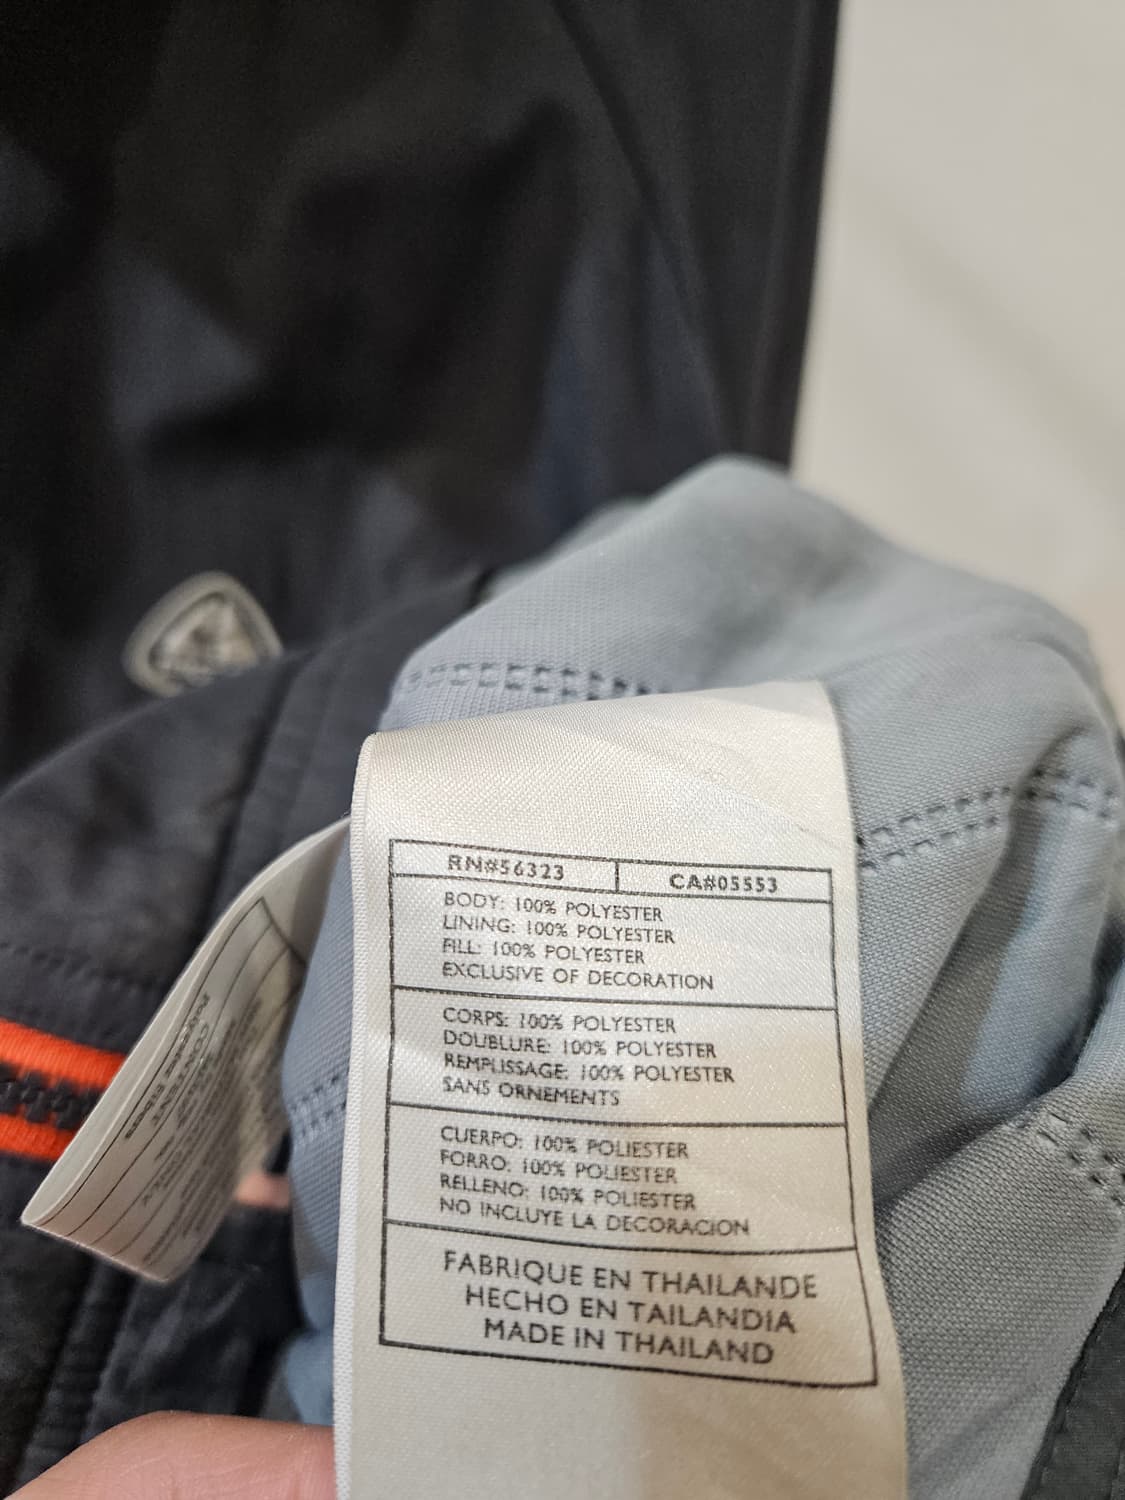 RN#56323 CA#05553
BODY: 100% POLYESTER
LINING: 100% POLYESTER
FILL: 100% POLYESTER
EXCLUSIVE OF DECORATION
CORPS: 100% POLYESTER
DOUBLURE: 100% POLYESTER
REMPLISSAGE: 100% POLYESTER
SANS ORNEMENTS
CUERPO: 100% POLIESTER
FORRO: 100% POLIESTER
RELLENO: 100% POLIESTER
NO INCLUYE LA DECORACION
FABRIQUE EN THAILANDE
HECHO EN TAILANDIA
MADE IN THAILAND